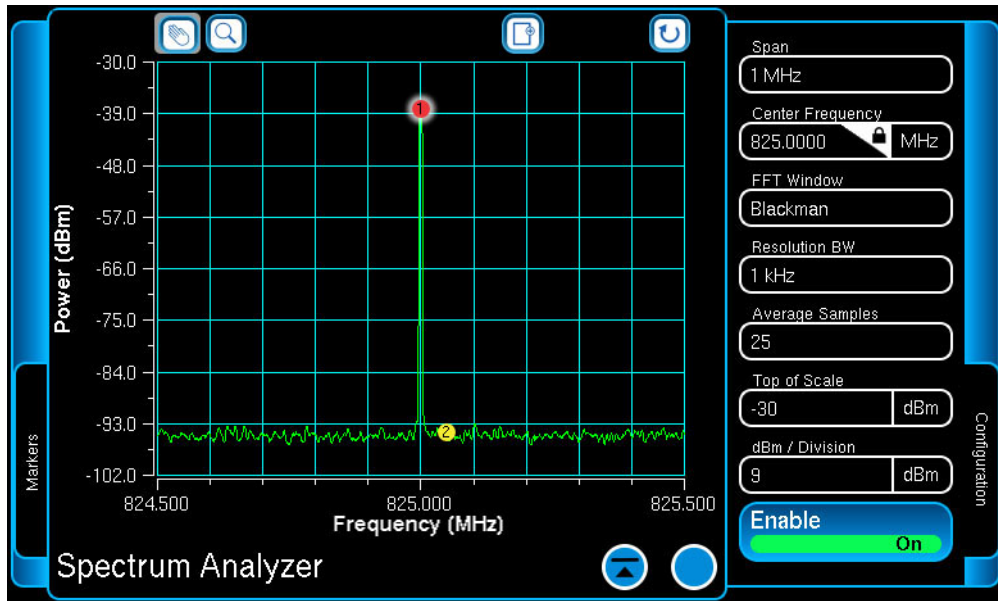 -30.0
-39.0
-48.0
-57.0
-66.0
-75.0
-84.0
-93.0
-102.0
Power (dBm)
1
2
824.500 825.000 825.500
Frequency (MHz)
Spectrum Analyzer
Markers
Span
1 MHz
Center Frequency
825.0000 MHz
FFT Window
Blackman
Resolution BW
1 kHz
Average Samples
25
Top of Scale
-30 dBm
dBm / Division
9 dBm
Enable
On
Configuration